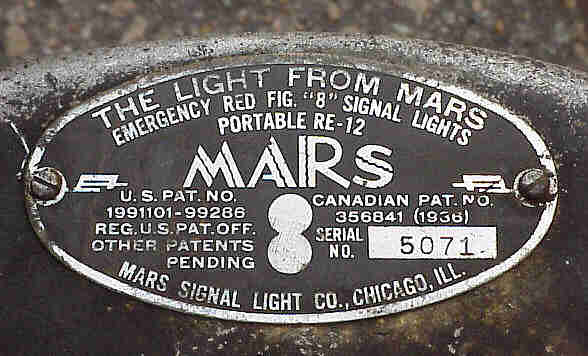 THE LIGHT FROM MARS
EMERGENCY RED FIG. "8" SIGNAL LIGHTS
PORTABLE RE-12
MARS
U.S. PAT. NO.
1991101-99286
REG. U.S. PAT. OFF.
OTHER PATENTS
PENDING
8
CANADIAN PAT. NO.
356841 (1936)
SERIAL
NO.
5071.
MARS SIGNAL LIGHT CO., CHICAGO, ILL.